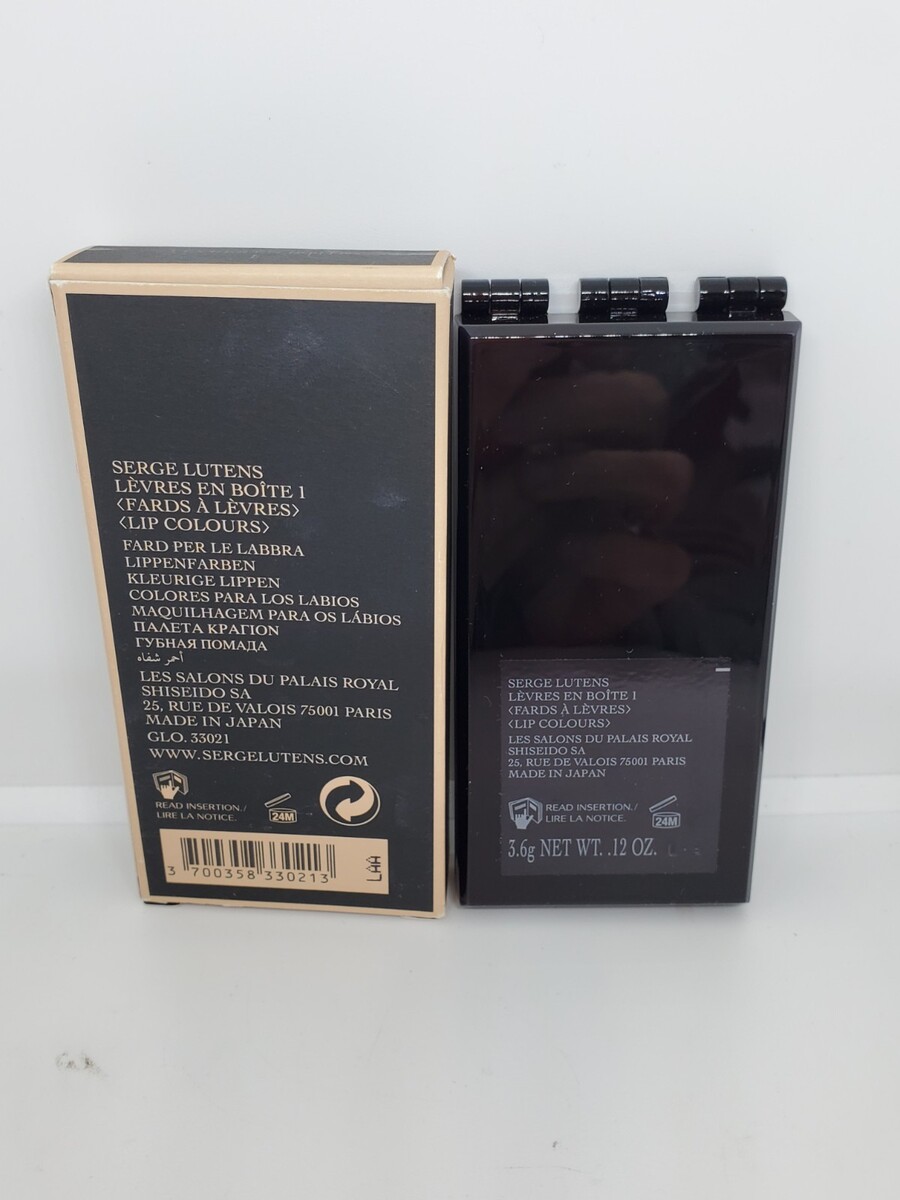 SERGE LUTENS
LÈVRES EN BOÎTE 1
<FARDS À LÈVRES>
<LIP COLOURS>
FARD PER LE LABBRA
LIPPENFARBEN
KLEURIGE LIPPEN
COLORES PARA LOS LABIOS
MAQUILHAGEM PARA OS LÁBIOS
ΠΑΛΕΤΑ ΚΡΑΓΙΟΝ
ГУБНАЯ ПОМАДА
أحمر شفاه
LES SALONS DU PALAIS ROYAL
SHISEIDO SA
25, RUE DE VALOIS 75001 PARIS
MADE IN JAPAN
GLO. 33021
WWW.SERGELUTENS.COM
READ INSERTION./
LIRE LA NOTICE.
24M
3 700358 330213
LAA
SERGE LUTENS
LÈVRES EN BOÎTE 1
<FARDS À LÈVRES>
<LIP COLOURS>
LES SALONS DU PALAIS ROYAL
SHISEIDO SA
25, RUE DE VALOIS 75001 PARIS
MADE IN JAPAN
READ INSERTION./
LIRE LA NOTICE.
24M
3.6g NET WT. .12 OZ.